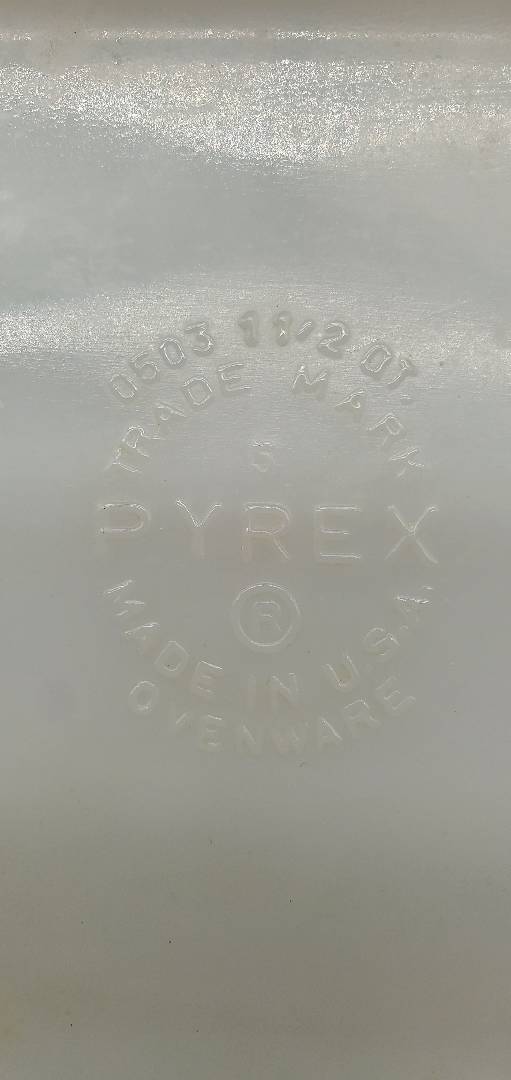 0503 1 1/2 QT.
TRADE MARK
5
PYREX
®
MADE IN U.S.A.
OVENWARE